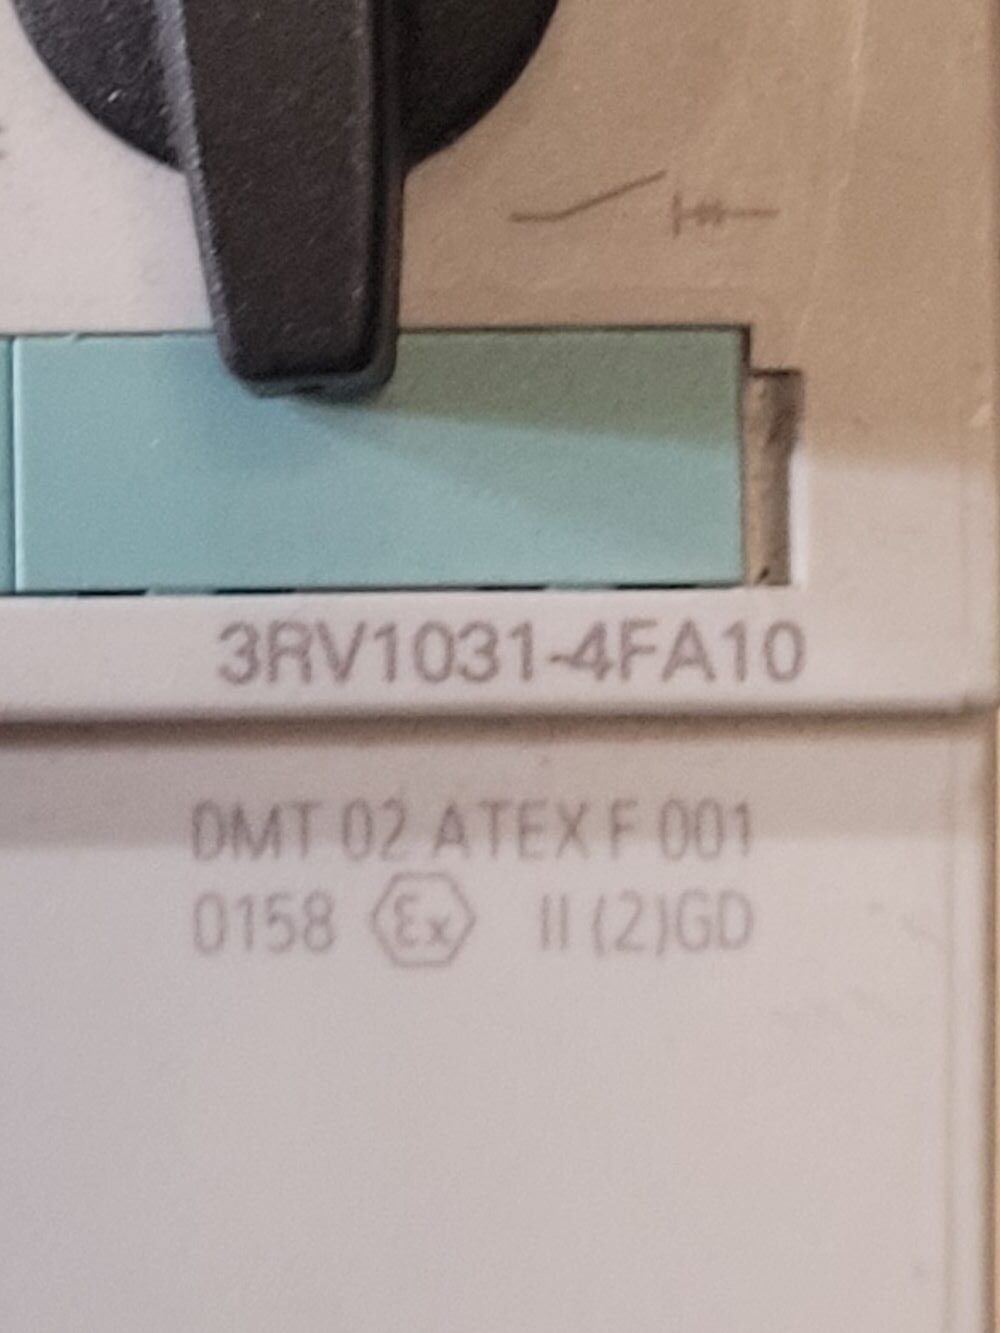 3RV1031-4FA10
DMT 02 ATEX F 001
0158 Ex II (2)GD